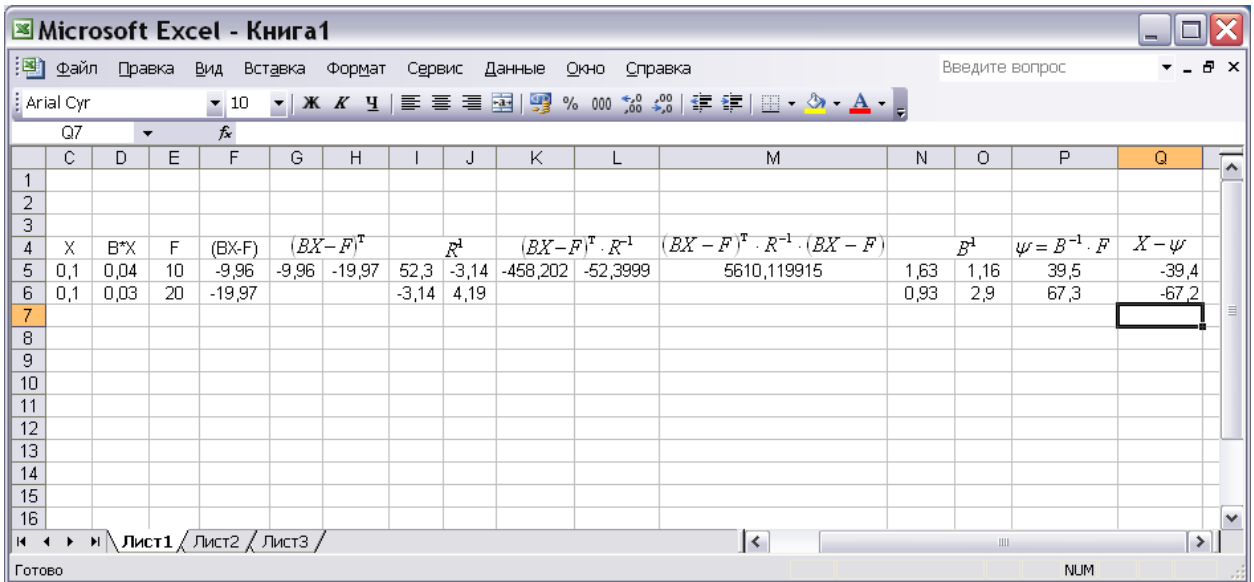 Microsoft Excel - Книга1
Файл Правка Вид Вставка Формат Сервис Данные Окно Справка Введите вопрос
Arial Cyr 10 Ж К Ч % 000
Q7 fx
C D E F G H I J K L M N O P Q
1
2
3
4 X B*X F (BX-F) (BX−F)ᵀ R¹ (BX−F)ᵀ · R⁻¹ (BX − F)ᵀ · R⁻¹ · (BX − F) B¹ ψ = B⁻¹ · F X − ψ
5 0,1 0,04 10 -9,96 -9,96 -19,97 52,3 -3,14 -458,202 -52,3999 5610,119915 1,63 1,16 39,5 -39,4
6 0,1 0,03 20 -19,97 -3,14 4,19 0,93 2,9 67,3 -67,2
7
8
9
10
11
12
13
14
15
16
Лист1 Лист2 Лист3
Готово NUM